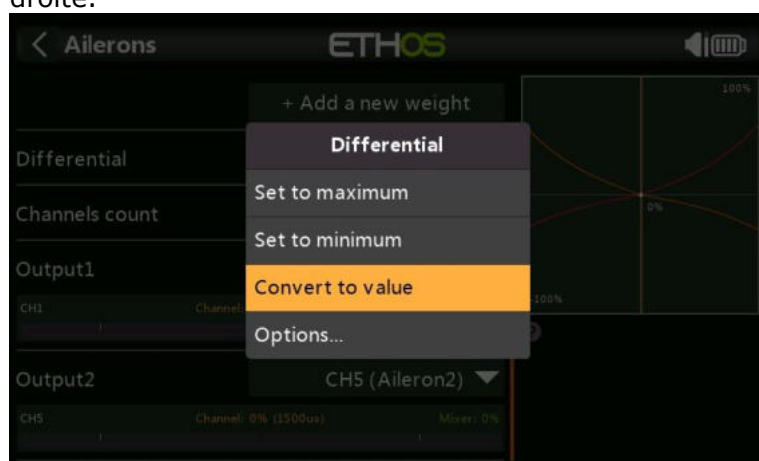 droite.
Ailerons
ETHOS
+ Add a new weight
100%
Differential
Differential
Set to maximum
Channels count
0%
Set to minimum
Output1
Convert to value
-100%
CH1 Channel:
Options...
Output2 CH5 (Aileron2)
CH5 Channel: 0% (1500us) Mixer: 0%